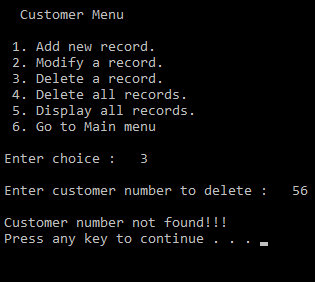 Customer Menu
1. Add new record.
2. Modify a record.
3. Delete a record.
4. Delete all records.
5. Display all records.
6. Go to Main menu
Enter choice :   3
Enter customer number to delete :   56
Customer number not found!!!
Press any key to continue . . .